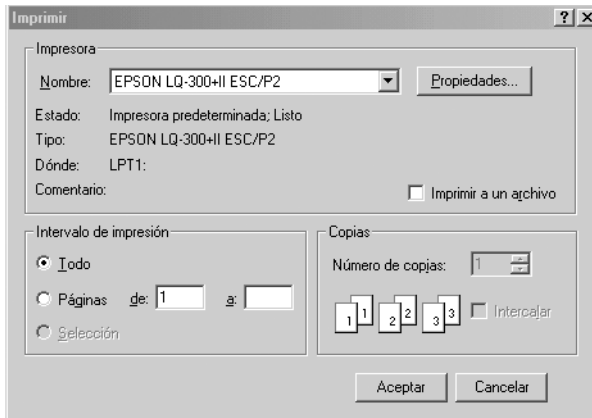 Imprimir
Impresora
Nombre: EPSON LQ-300+II ESC/P2 Propiedades...
Estado: Impresora predeterminada; Listo
Tipo: EPSON LQ-300+II ESC/P2
Dónde: LPT1:
Comentario: Imprimir a un archivo
Intervalo de impresión Copias
Todo Número de copias: 1
Páginas de: 1 a:
1 1 2 2 3 3 Intercalar
Selección
Aceptar Cancelar